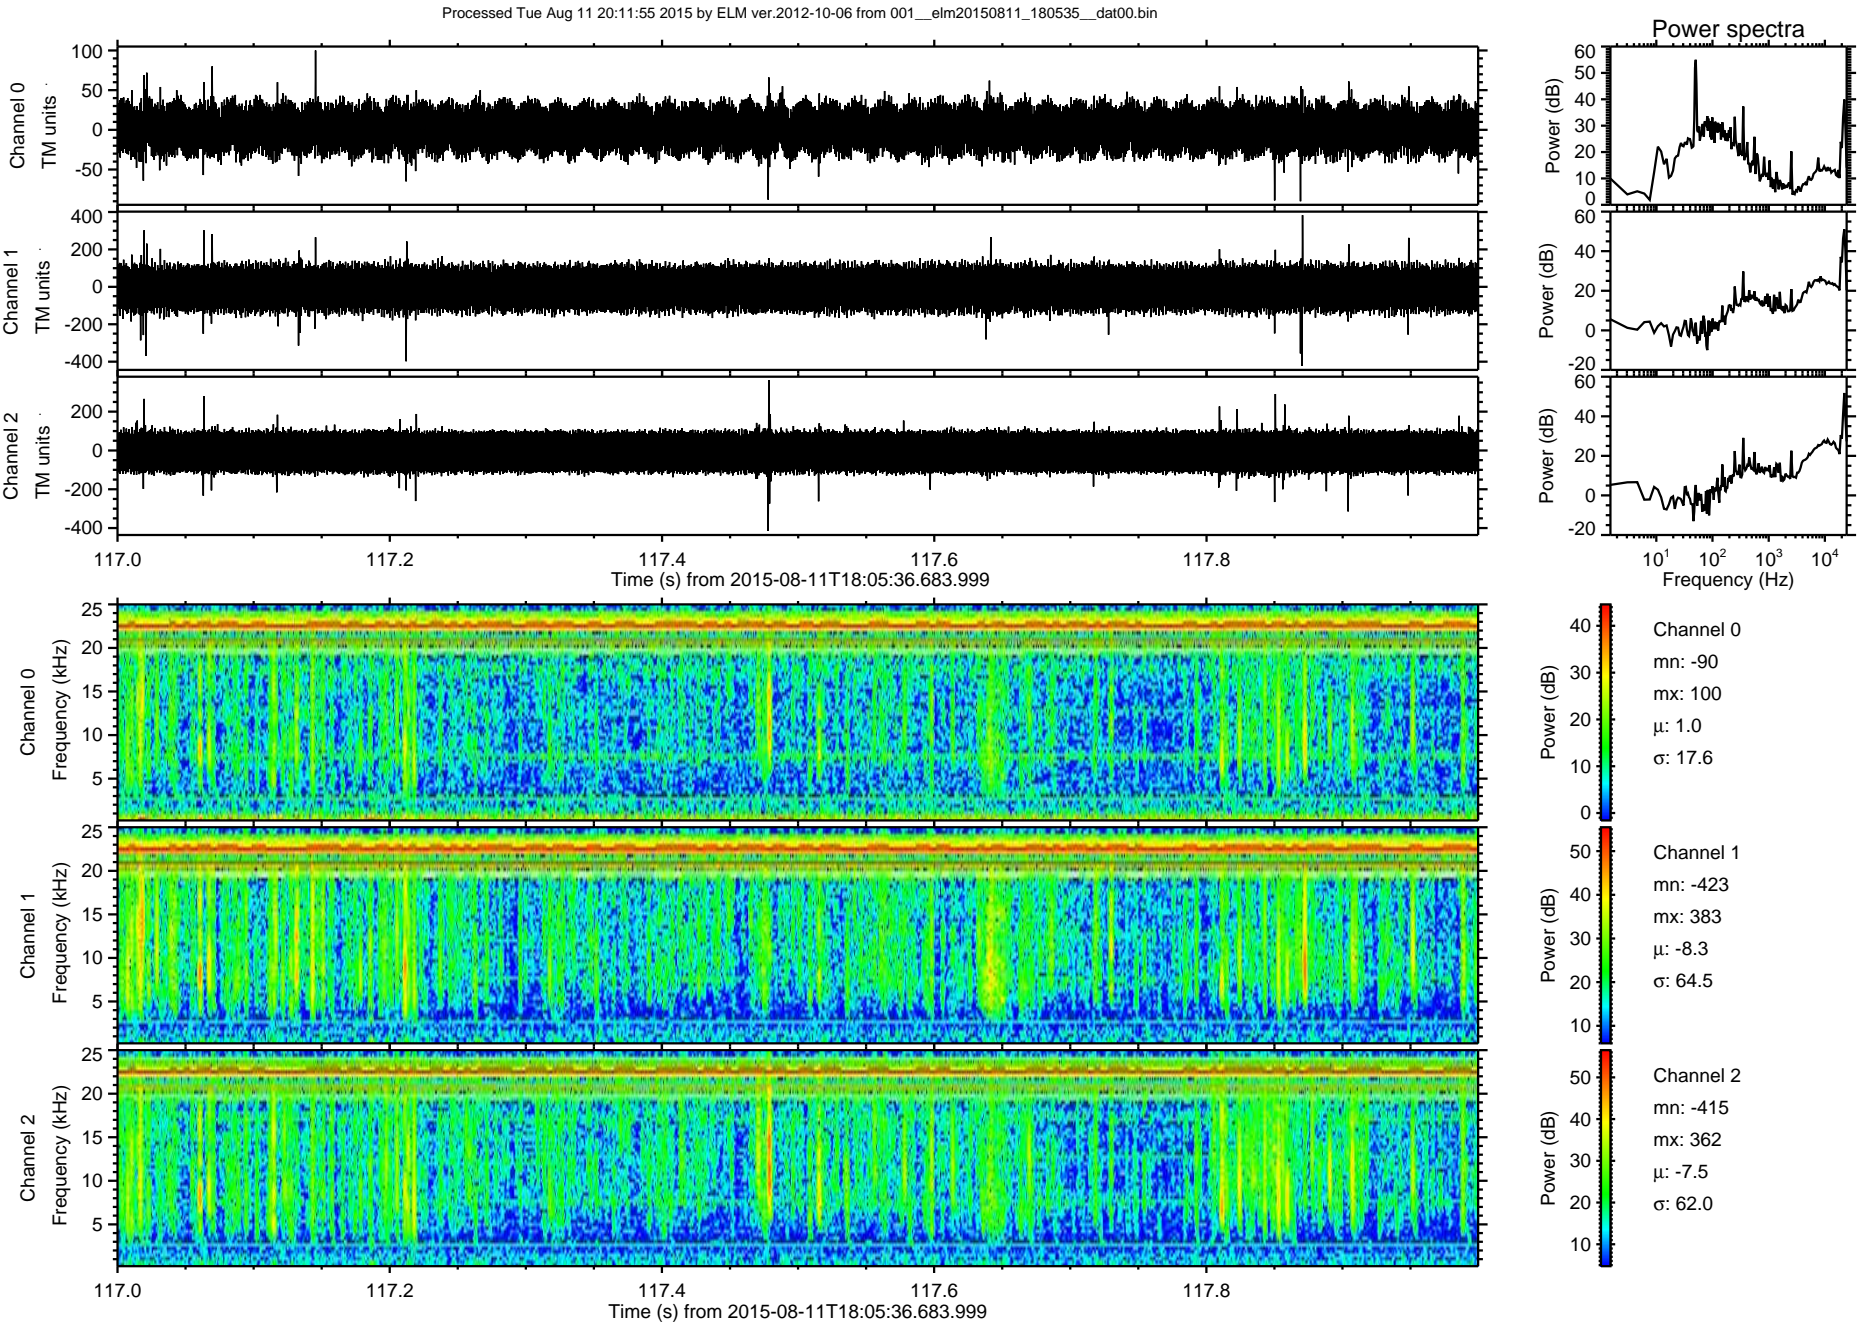 Processed Tue Aug 11 20:11:55 2015 by ELM ver.2012-10-06 from 001__elm20150811_180535__dat00.bin
Power spectra
Channel 0
TM units
100
50
0
-50
Power (dB)
60
50
40
30
20
10
0
Channel 1
TM units
400
200
0
-200
-400
Power (dB)
60
40
20
0
-20
Channel 2
TM units
200
0
-200
-400
Power (dB)
60
40
20
0
-20
117.0 117.2 117.4 117.6 117.8
Time (s) from 2015-08-11T18:05:36.683.999
10^1 10^2 10^3 10^4
Frequency (Hz)
Channel 0
Frequency (kHz)
25
20
15
10
5
Power (dB)
40
30
20
10
0
Channel 0
mn: -90
mx: 100
μ: 1.0
σ: 17.6
Channel 1
Frequency (kHz)
25
20
15
10
5
Power (dB)
50
40
30
20
10
Channel 1
mn: -423
mx: 383
μ: -8.3
σ: 64.5
Channel 2
Frequency (kHz)
25
20
15
10
5
Power (dB)
50
40
30
20
10
Channel 2
mn: -415
mx: 362
μ: -7.5
σ: 62.0
117.0 117.2 117.4 117.6 117.8
Time (s) from 2015-08-11T18:05:36.683.999